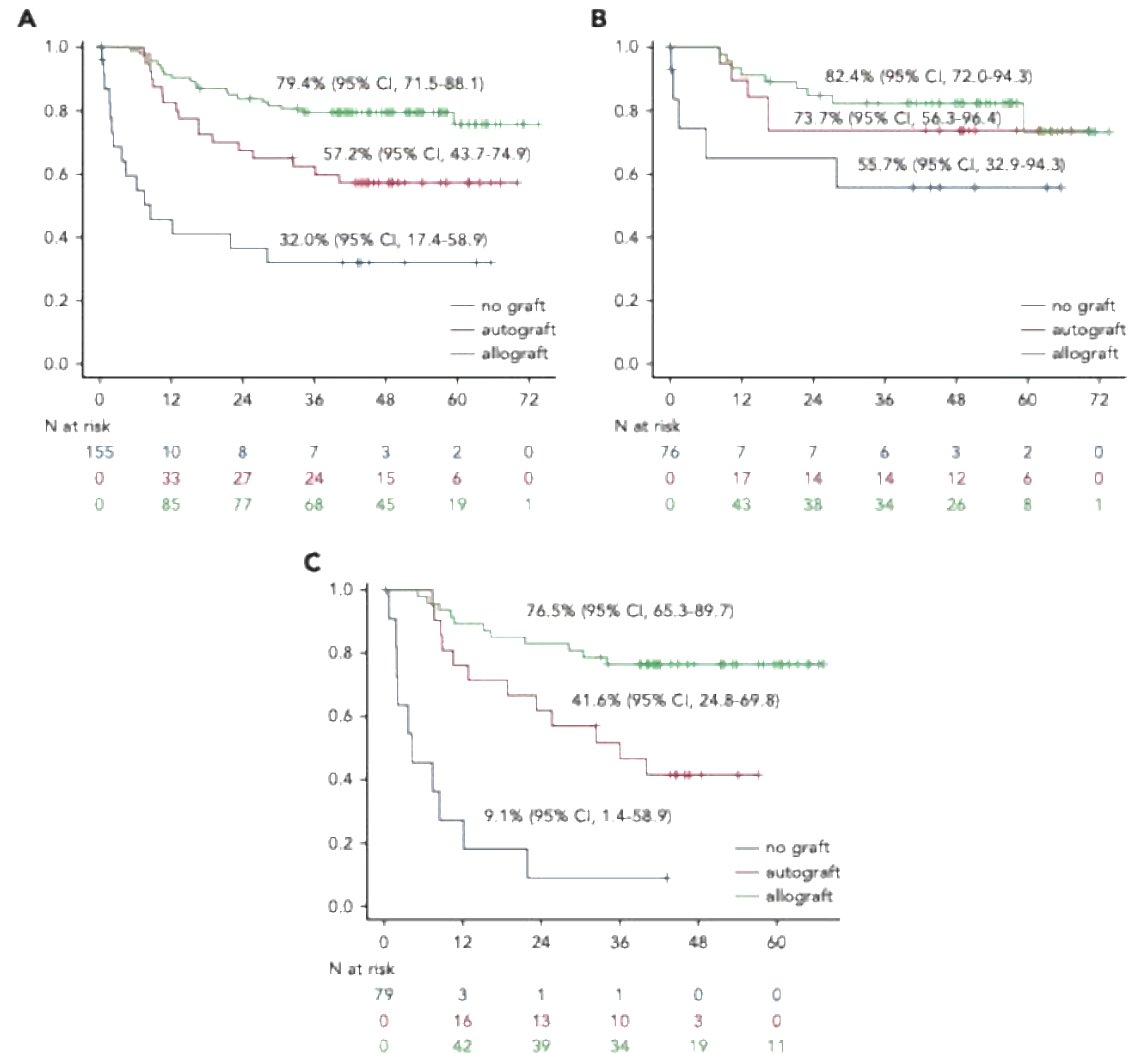 A
1.0
0.8
0.6
0.4
0.2
0.0
79.4% (95% CI, 71.5-88.1)
57.2% (95% CI, 43.7-74.9)
32.0% (95% CI, 17.4-58.9)
no graft
autograft
allograft
0 12 24 36 48 60 72
N at risk
155 10 8 7 3 2 0
0 33 27 24 15 6 0
0 85 77 68 45 19 1
B
1.0
0.8
0.6
0.4
0.2
0.0
82.4% (95% CI, 72.0-94.3)
73.7% (95% CI, 56.3-96.4)
55.7% (95% CI, 32.9-94.3)
no graft
autograft
allograft
0 12 24 36 48 60 72
N at risk
76 7 7 6 3 2 0
0 17 14 14 12 6 0
0 43 38 34 26 8 1
C
1.0
0.8
0.6
0.4
0.2
0.0
76.5% (95% CI, 65.3-89.7)
41.6% (95% CI, 24.8-69.8)
9.1% (95% CI, 1.4-58.9)
no graft
autograft
allograft
0 12 24 36 48 60
N at risk
79 3 1 1 0 0
0 16 13 10 3 0
0 42 39 34 19 11